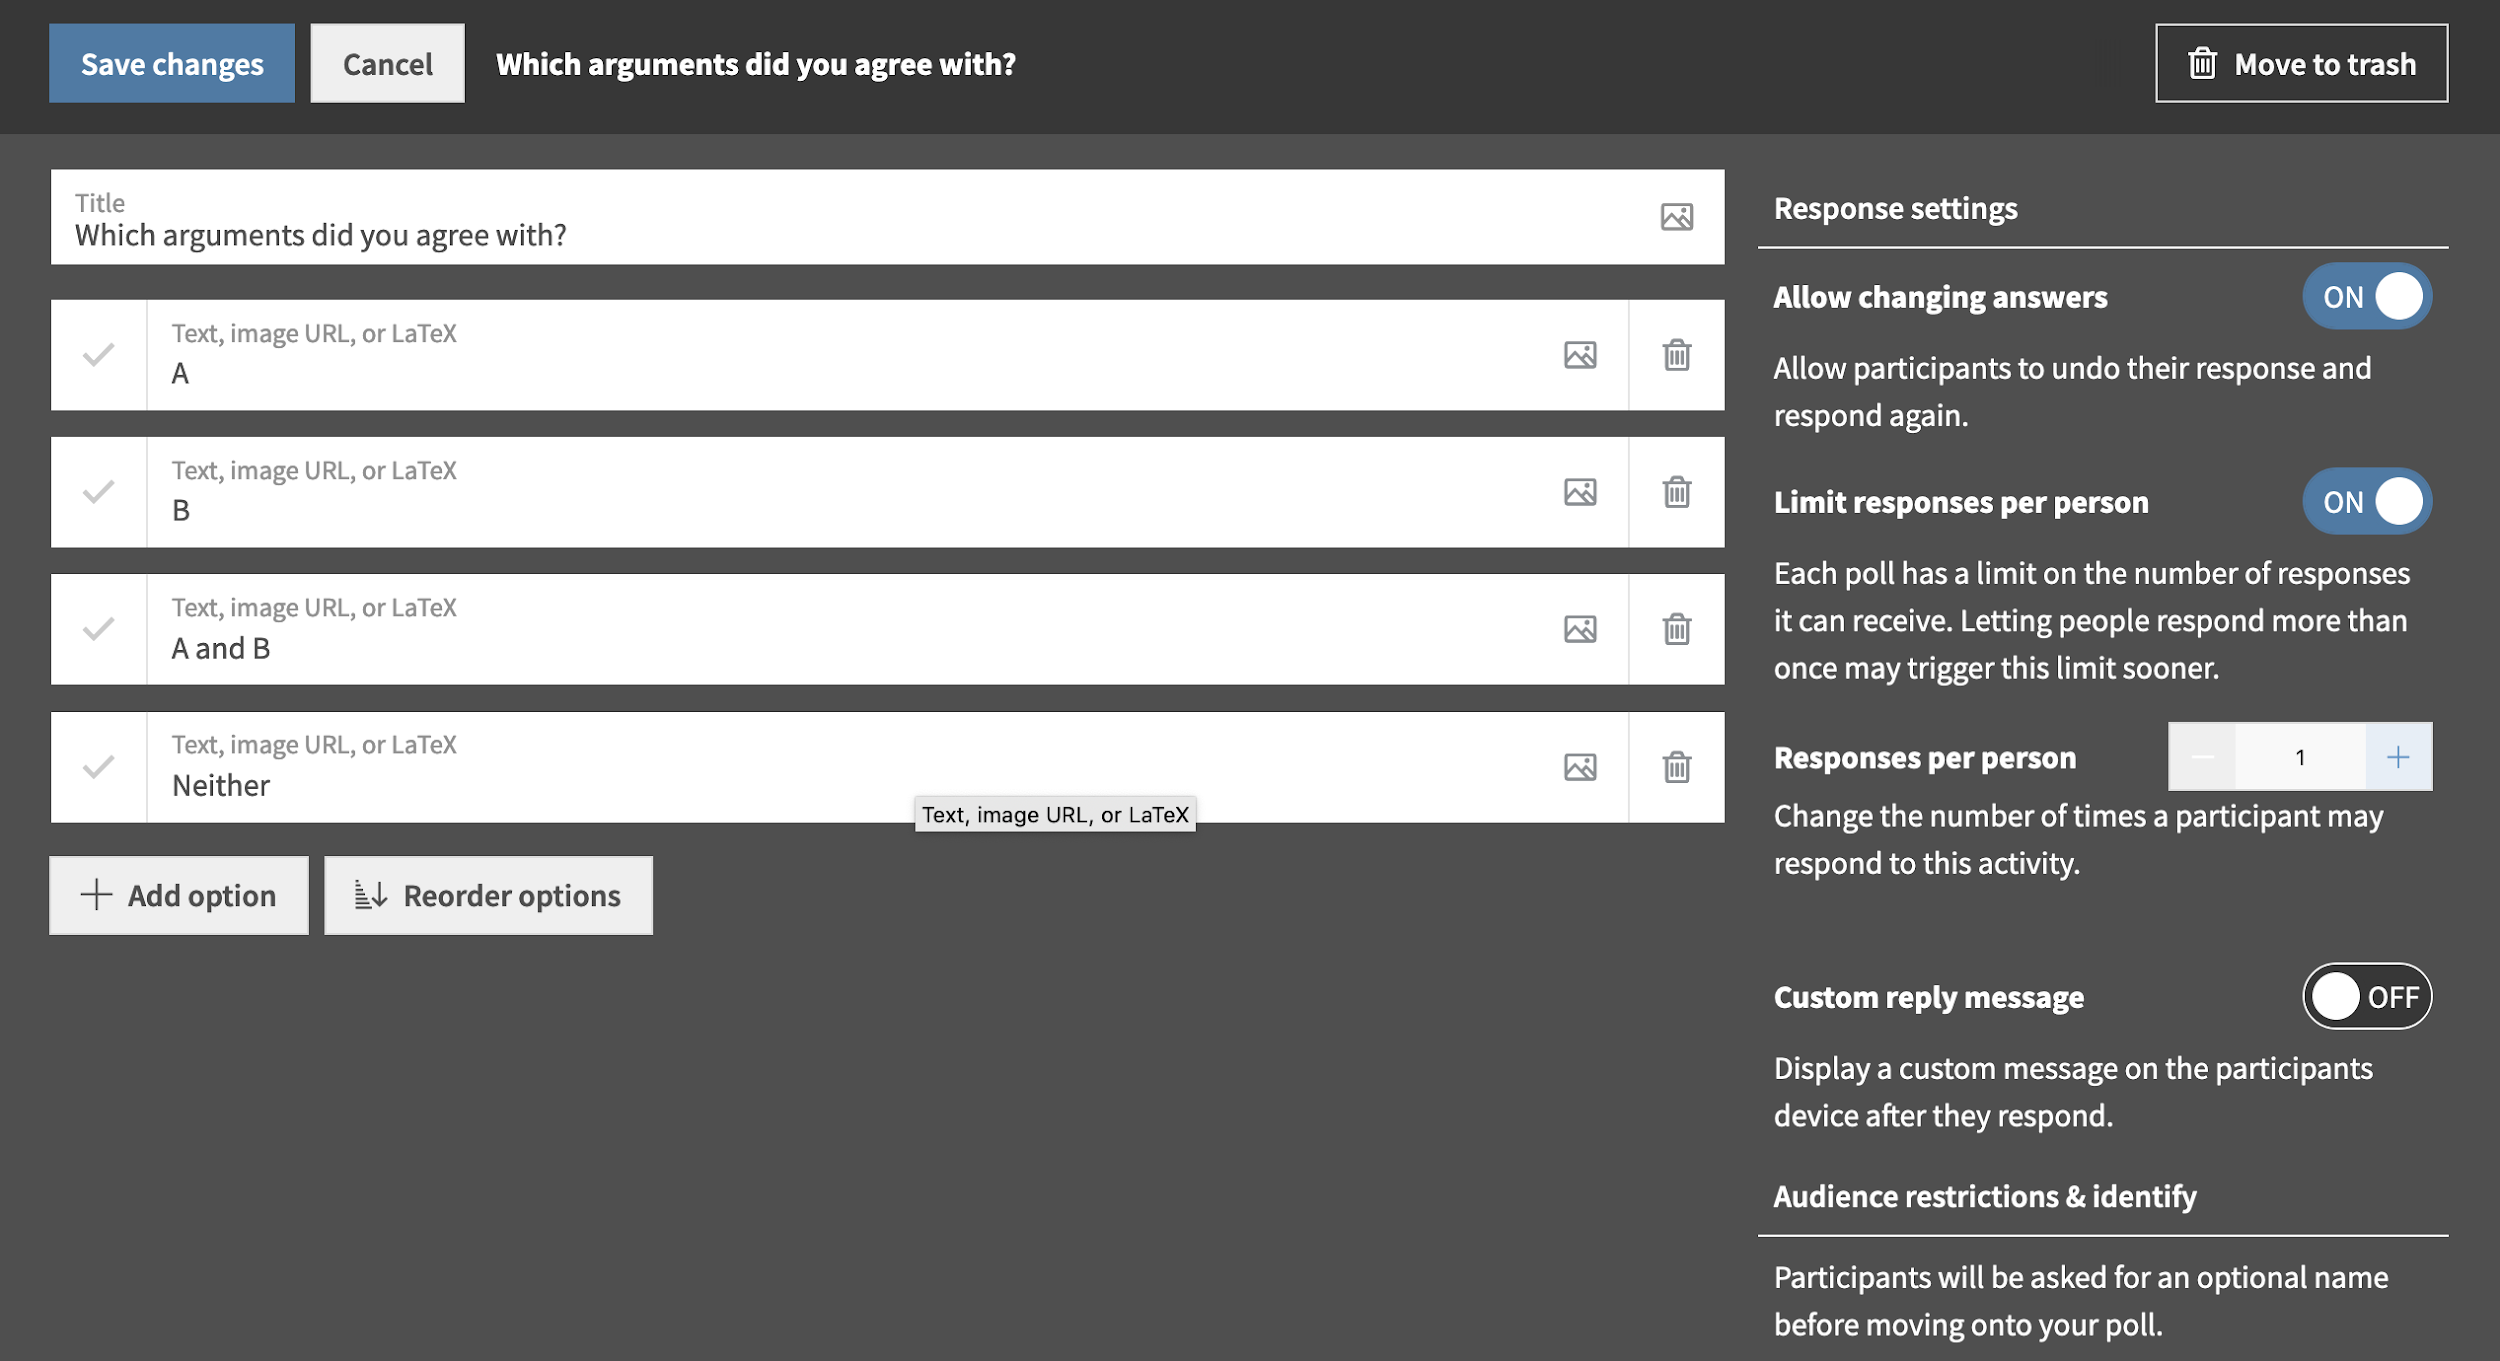 Save changes
Cancel
Which arguments did you agree with?
Move to trash
Title
Which arguments did you agree with?
Text, image URL, or LaTeX
A
Text, image URL, or LaTeX
B
Text, image URL, or LaTeX
A and B
Text, image URL, or LaTeX
Neither
Text, image URL, or LaTeX
Add option
Reorder options
Response settings
Allow changing answers
ON
Allow participants to undo their response and
respond again.
Limit responses per person
ON
Each poll has a limit on the number of responses
it can receive. Letting people respond more than
once may trigger this limit sooner.
Responses per person
1
Change the number of times a participant may
respond to this activity.
Custom reply message
OFF
Display a custom message on the participants
device after they respond.
Audience restrictions & identify
Participants will be asked for an optional name
before moving onto your poll.